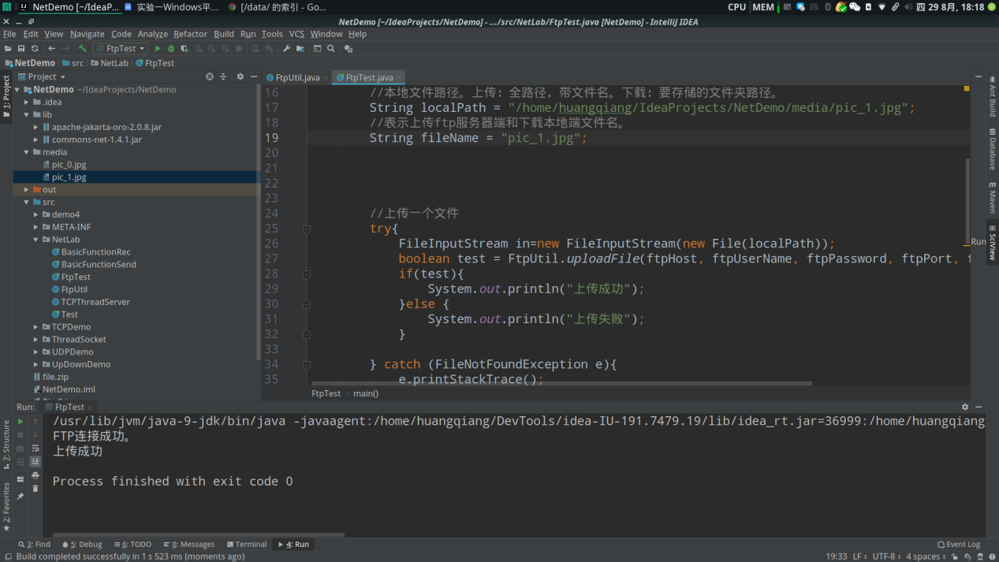 NetDemo [~/IdeaP... 实验一Windows平... [/data/ 的索引 - Go... CPU MEM 四 29 8月, 18:18
NetDemo [~/IdeaProjects/NetDemo] - .../src/NetLab/FtpTest.java [NetDemo] - IntelliJ IDEA
File Edit View Navigate Code Analyze Refactor Build Run Tools VCS Window Help
FtpTest
NetDemo src NetLab FtpTest
Project
FtpUtil.java FtpTest.java
NetDemo ~/IdeaProjects/NetDemo
.idea
lib
apache-jakarta-oro-2.0.8.jar
commons-net-1.4.1.jar
media
pic_0.jpg
pic_1.jpg
out
src
demo4
META-INF
NetLab
BasicFunctionRec
BasicFunctionSend
FtpTest
FtpUtil
TCPThreadServer
Test
TCPDemo
ThreadSocket
UDPDemo
UpDownDemo
file.zip
NetDemo.iml
16 //本地文件路径。上传: 全路径，带文件名。下载: 要存储的文件夹路径。
17 String localPath = "/home/huangqiang/IdeaProjects/NetDemo/media/pic_1.jpg";
18 //表示上传ftp服务器端和下载本地端文件名。
19 String fileName = "pic_1.jpg";
20
21
22
23
24 //上传一个文件
25 try{
26 FileInputStream in=new FileInputStream(new File(localPath));
27 boolean test = FtpUtil.uploadFile(ftpHost, ftpUserName, ftpPassword, ftpPort, f
28 if(test){
29 System.out.println("上传成功");
30 }else {
31 System.out.println("上传失败");
32 }
33
34 } catch (FileNotFoundException e){
35 e.printStackTrace();
FtpTest main()
1: Project
7: Structure
2: Favorites
Ant Build
Database
Maven
SciView
Run
Run: FtpTest
/usr/lib/jvm/java-9-jdk/bin/java -javaagent:/home/huangqiang/DevTools/idea-IU-191.7479.19/lib/idea_rt.jar=36999:/home/huangqiang
FTP连接成功。
上传成功
Process finished with exit code 0
3: Find 5: Debug 6: TODO 0: Messages Terminal 4: Run Event Log
Build completed successfully in 1 s 523 ms (moments ago) 19:33 LF UTF-8 4 spaces